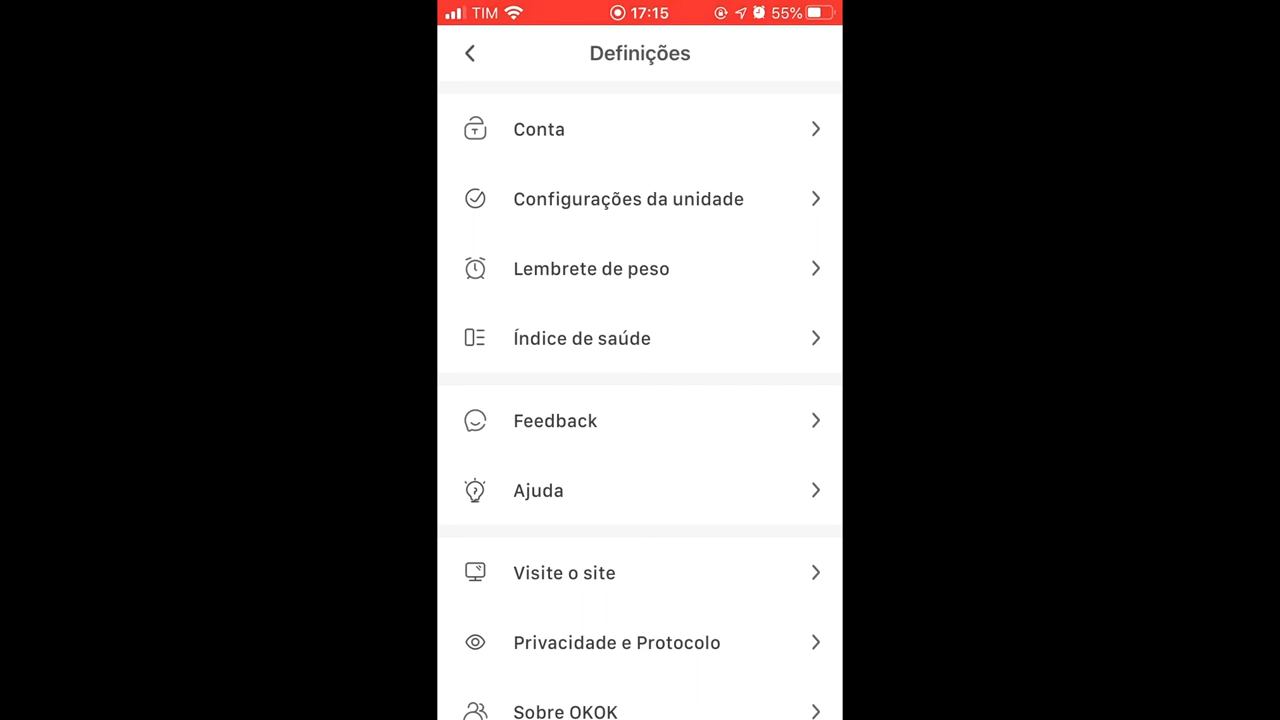 TIM 17:15 55%
Definições
Conta
Configurações da unidade
Lembrete de peso
Índice de saúde
Feedback
Ajuda
Visite o site
Privacidade e Protocolo
Sobre OKOK